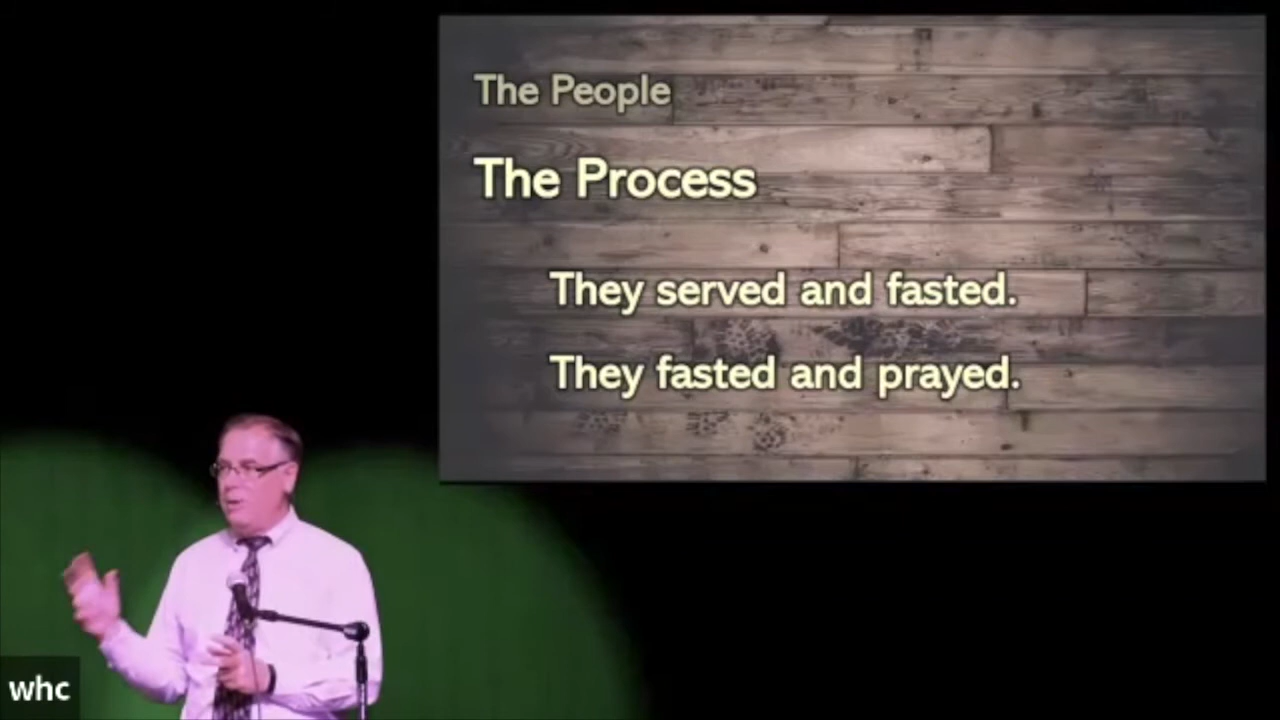 The People
The Process
They served and fasted.
They fasted and prayed.
whc